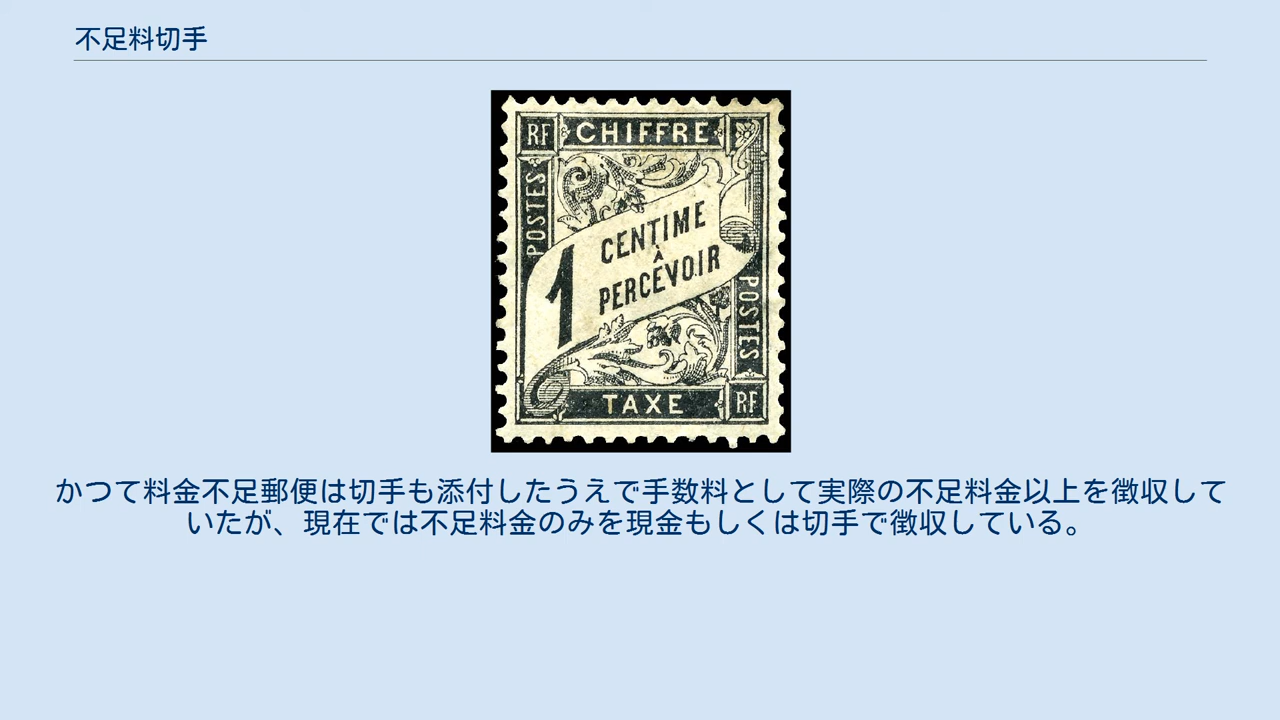 不足料切手
RF
CHIFFRE
POSTES
1
CENTIME
À
PERCEVOIR
POSTES
TAXE
RF
かつて料金不足郵便は切手も添付したうえで手数料として実際の不足料金以上を徴収して
いたが、現在では不足料金のみを現金もしくは切手で徴収している。